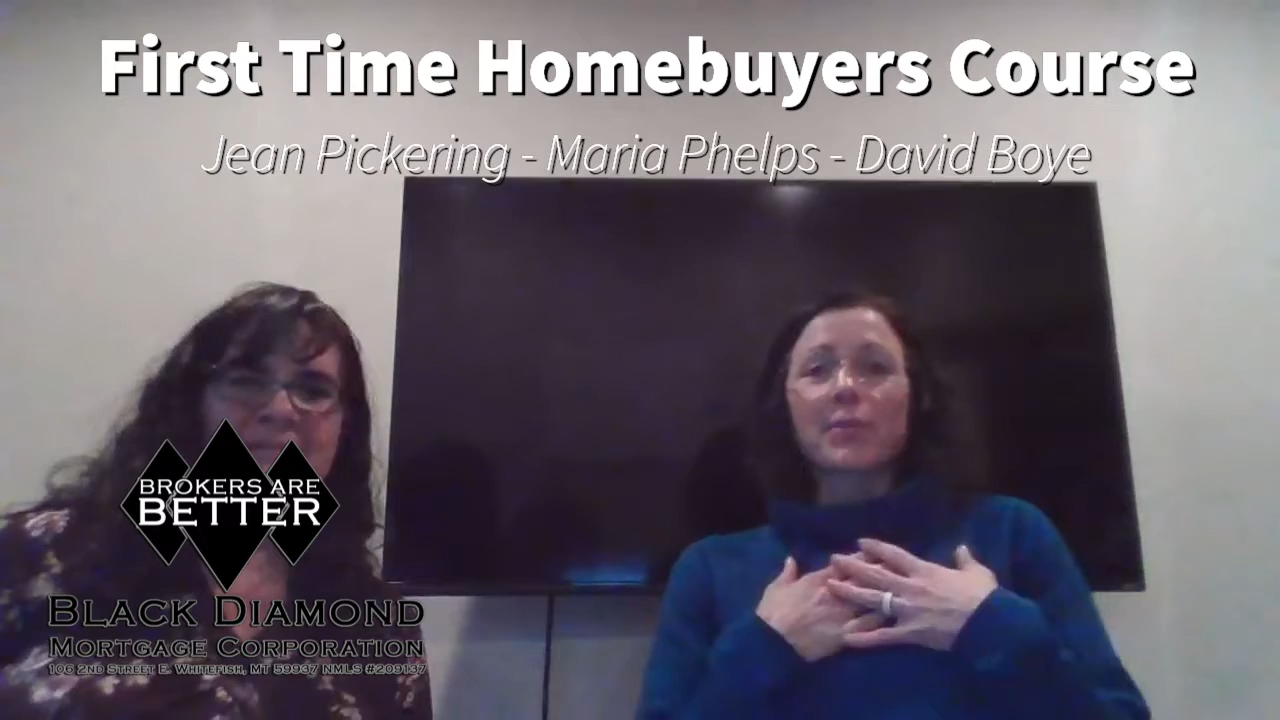 First Time Homebuyers Course
Jean Pickering - Maria Phelps - David Boye
BROKERS ARE
BETTER
BLACK DIAMOND
MORTGAGE CORPORATION
106 2ND STREET E. WHITEFISH, MT 59937 NMLS #209137